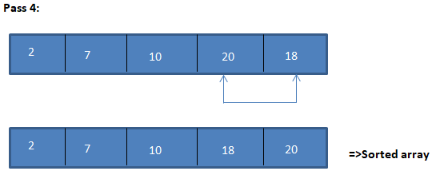 Pass 4:
2 7 10 20 18
2 7 10 18 20
=>Sorted array